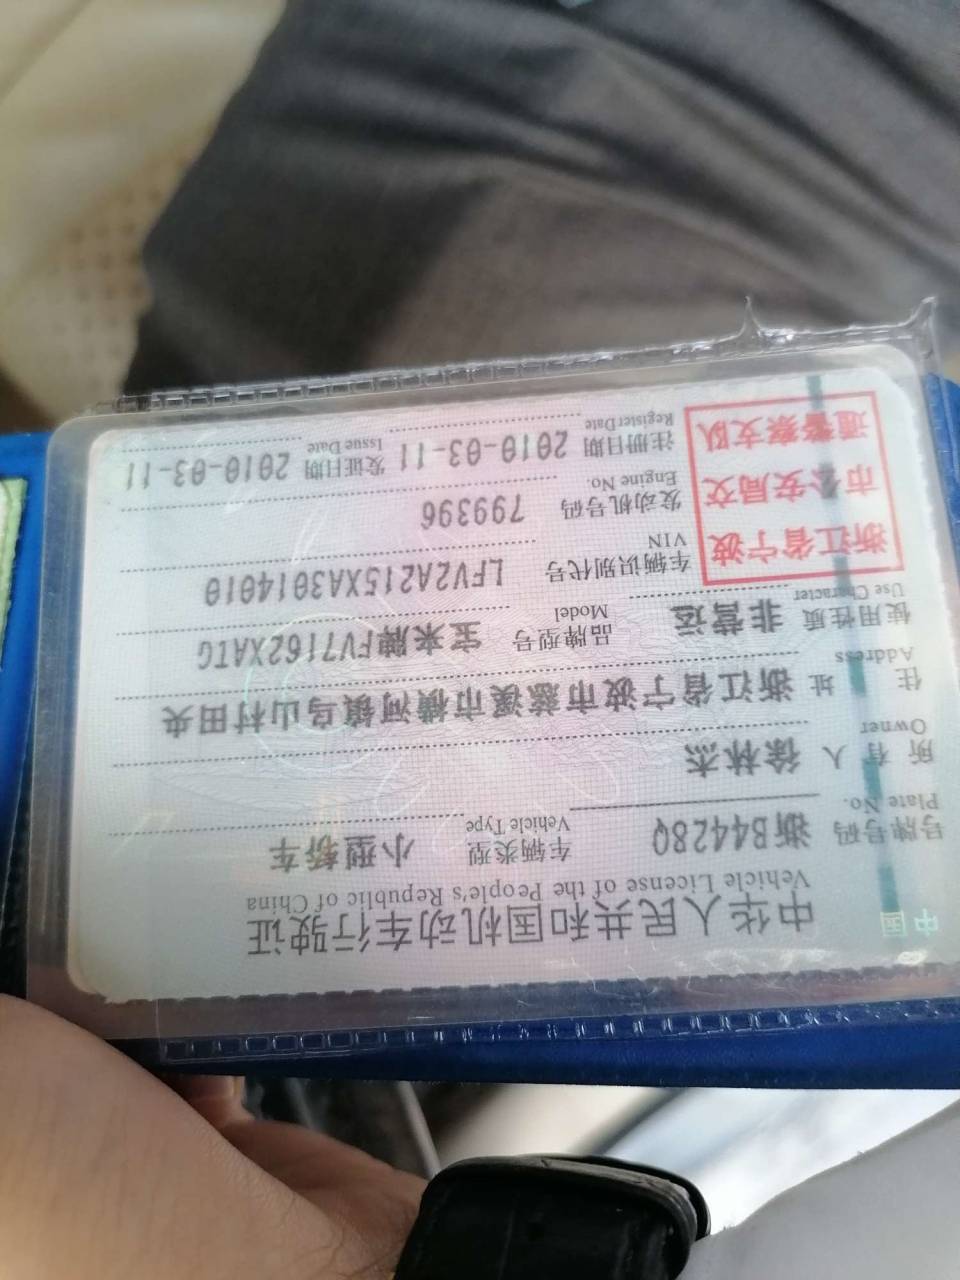 中国
中华人民共和国机动车行驶证
Vehicle License of the People's Republic of China
号牌号码 浙B4428Q 车辆类型 小型轿车
Plate No. Vehicle Type
所有人 徐林杰
Owner
住址 浙江省宁波市慈溪市横河镇乌山村田央
Address
使用性质 非营运 品牌型号 宝来牌FV7162XATG
Use Character Model
浙江省宁波
市公安局交
通警察支队
车辆识别代号 LFV2A215XA3014010
VIN
发动机号码 799396
Engine No.
注册日期 2010-03-11 发证日期 2010-03-11
Register Date Issue Date